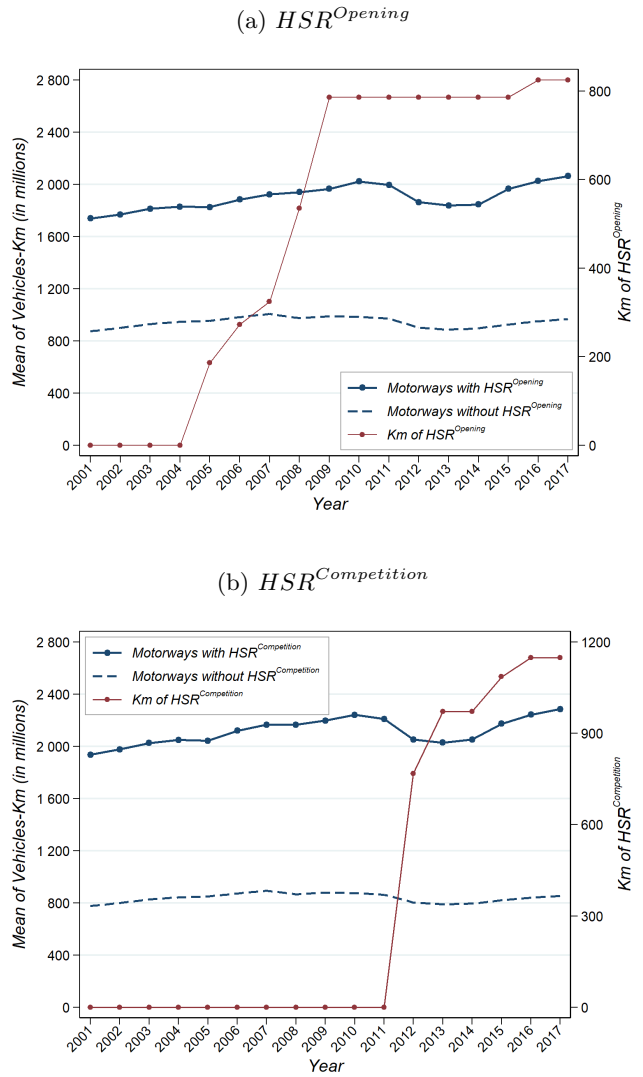 (a) HSR^Opening
Mean of Vehicles-Km (in millions)
2 800
2 400
2 000
1 600
1 200
800
400
0
800
600
400
200
0
Km of HSR^Opening
Motorways with HSR^Opening
Motorways without HSR^Opening
Km of HSR^Opening
2001 2002 2003 2004 2005 2006 2007 2008 2009 2010 2011 2012 2013 2014 2015 2016 2017
Year
(b) HSR^Competition
Mean of Vehicles-Km (in millions)
2 800
2 400
2 000
1 600
1 200
800
400
0
Motorways with HSR^Competition
Motorways without HSR^Competition
Km of HSR^Competition
1200
900
600
300
0
Km of HSR^Competition
2001 2002 2003 2004 2005 2006 2007 2008 2009 2010 2011 2012 2013 2014 2015 2016 2017
Year